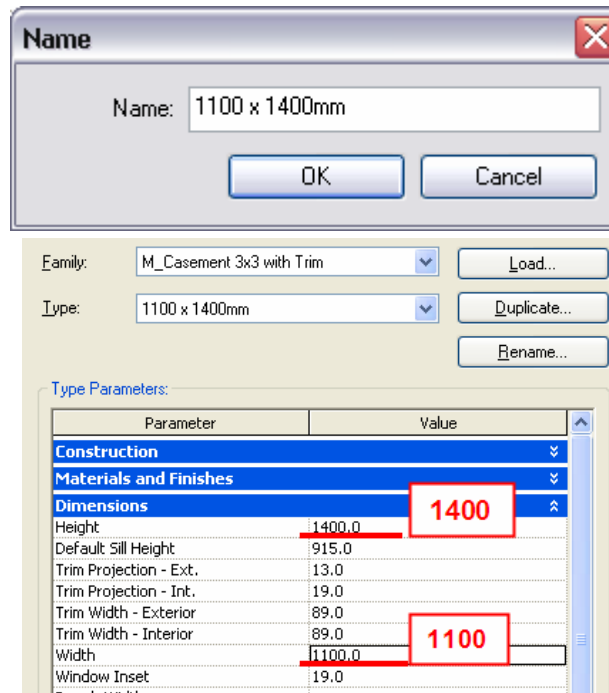 Name
Name: 1100 x 1400mm
OK Cancel
Family: M_Casement 3x3 with Trim Load...
Type: 1100 x 1400mm Duplicate...
Rename...
Type Parameters:
Parameter Value
Construction
Materials and Finishes
Dimensions
1400
Height 1400.0
Default Sill Height 915.0
Trim Projection - Ext. 13.0
Trim Projection - Int. 19.0
Trim Width - Exterior 89.0
Trim Width - Interior 89.0
1100
Width 1100.0
Window Inset 19.0